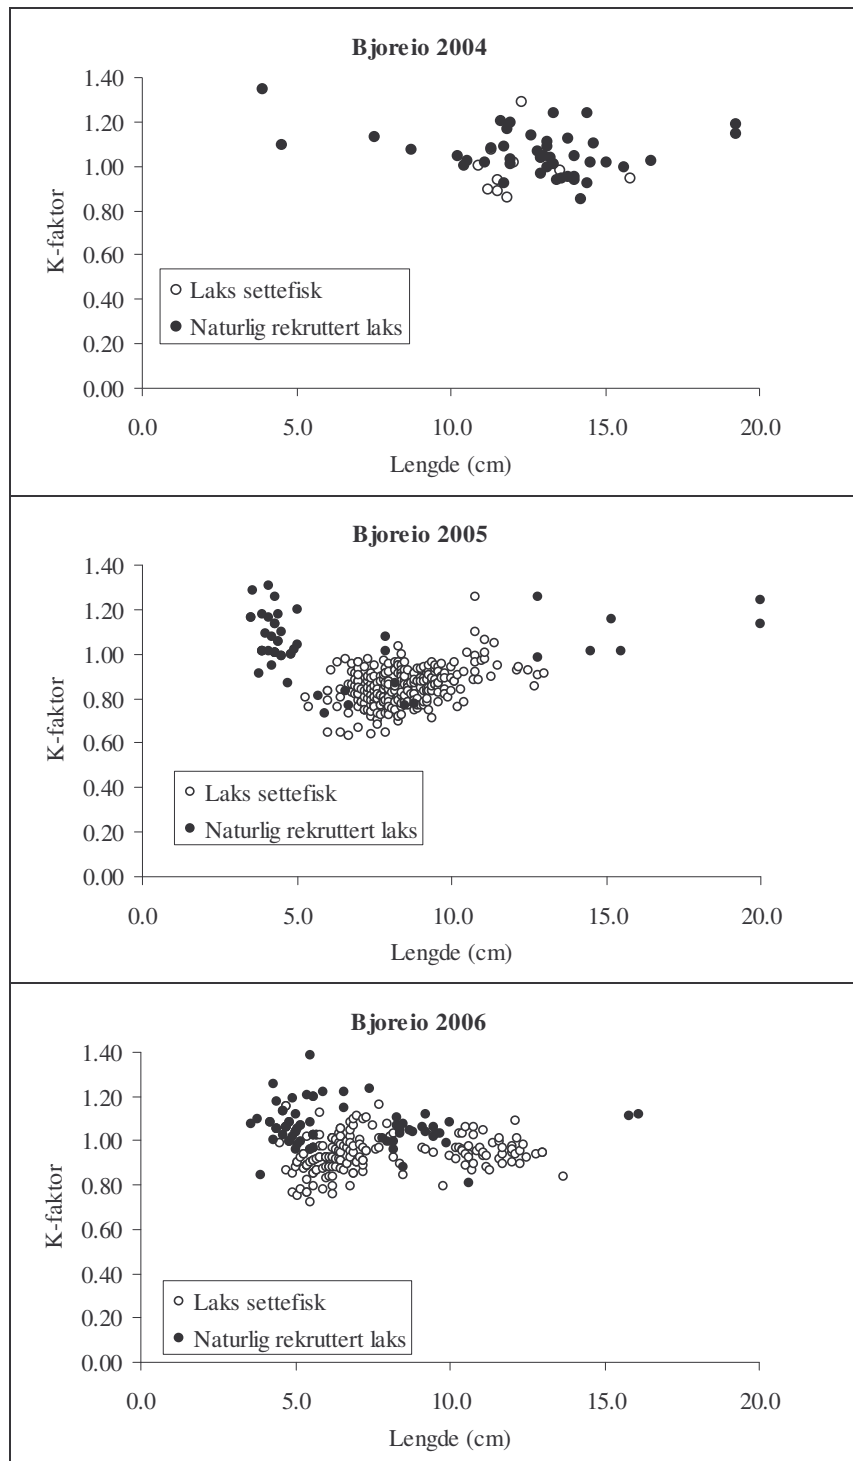 Bjoreio 2004
1.40
1.20
1.00
0.80
0.60
0.40
0.20
0.00
K-faktor
Laks settefisk
Naturlig rekruttert laks
0.0 5.0 10.0 15.0 20.0
Lengde (cm)
Bjoreio 2005
1.40
1.20
1.00
0.80
0.60
0.40
0.20
0.00
K-faktor
Laks settefisk
Naturlig rekruttert laks
0.0 5.0 10.0 15.0 20.0
Lengde (cm)
Bjoreio 2006
1.40
1.20
1.00
0.80
0.60
0.40
0.20
0.00
K-faktor
Laks settefisk
Naturlig rekruttert laks
0.0 5.0 10.0 15.0 20.0
Lengde (cm)